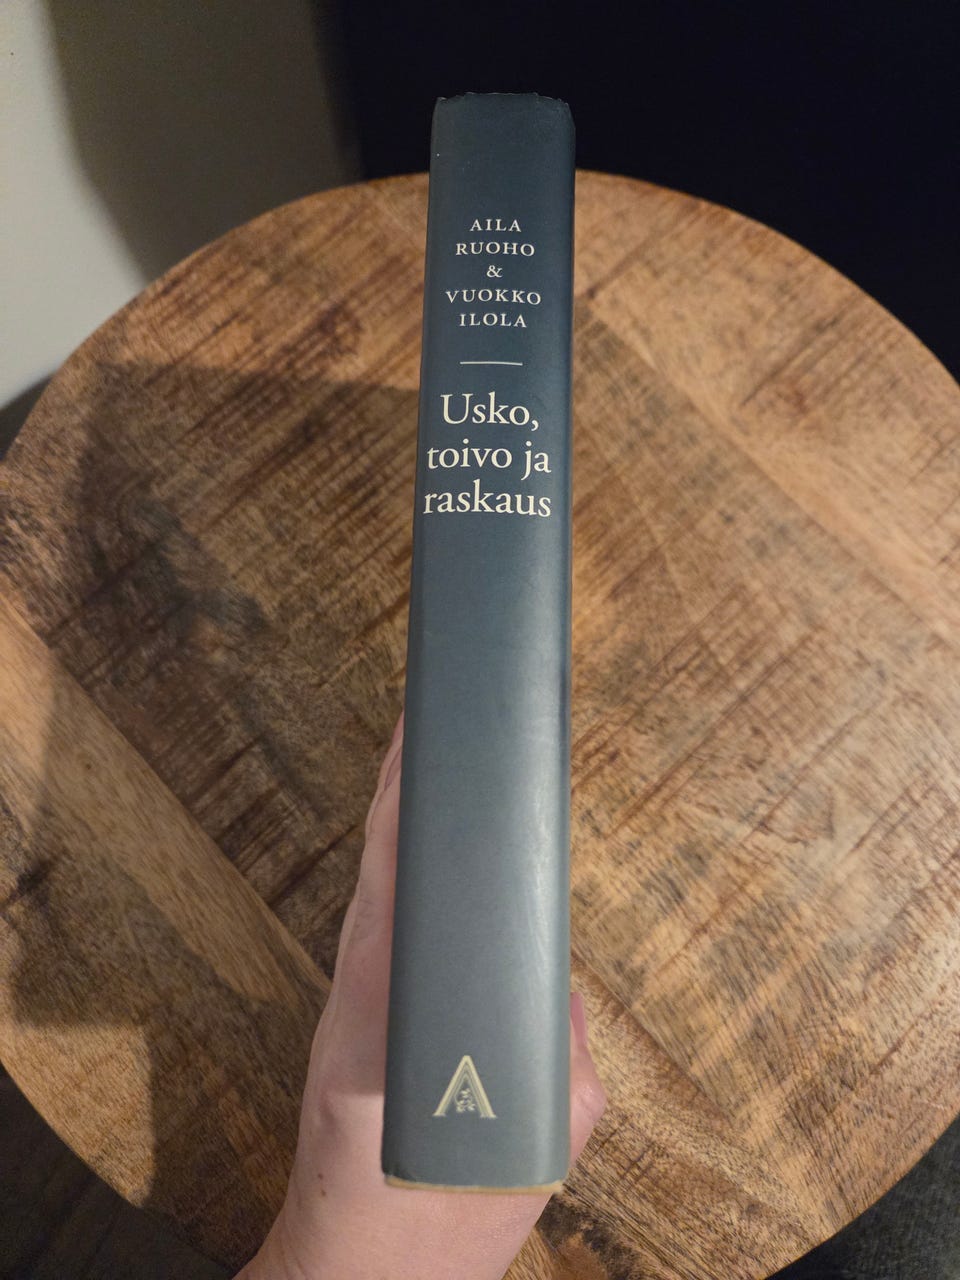 AILA
RUOHO
&
VUOKKO
ILOLA
Usko,
toivo ja
raskaus